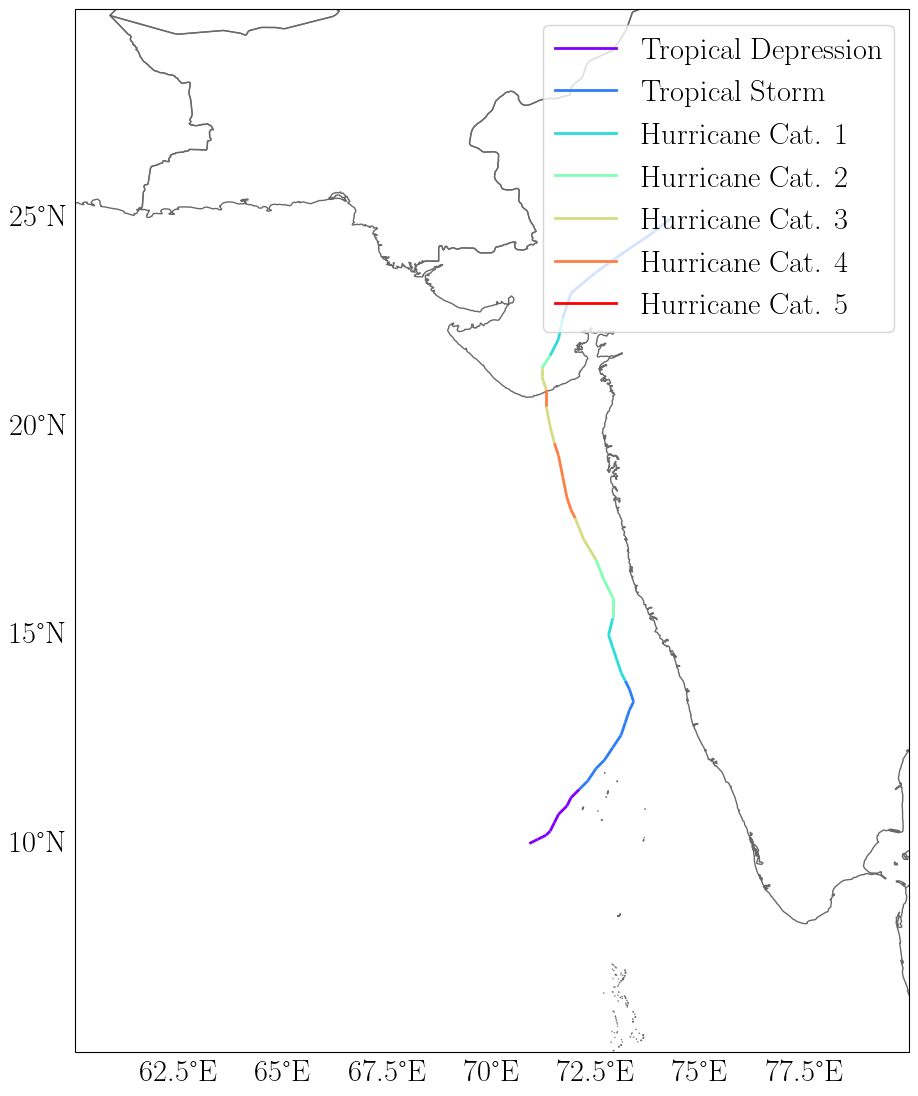 Tropical Depression
Tropical Storm
Hurricane Cat. 1
Hurricane Cat. 2
Hurricane Cat. 3
Hurricane Cat. 4
Hurricane Cat. 5
25°N
20°N
15°N
10°N
62.5°E 65°E 67.5°E 70°E 72.5°E 75°E 77.5°E